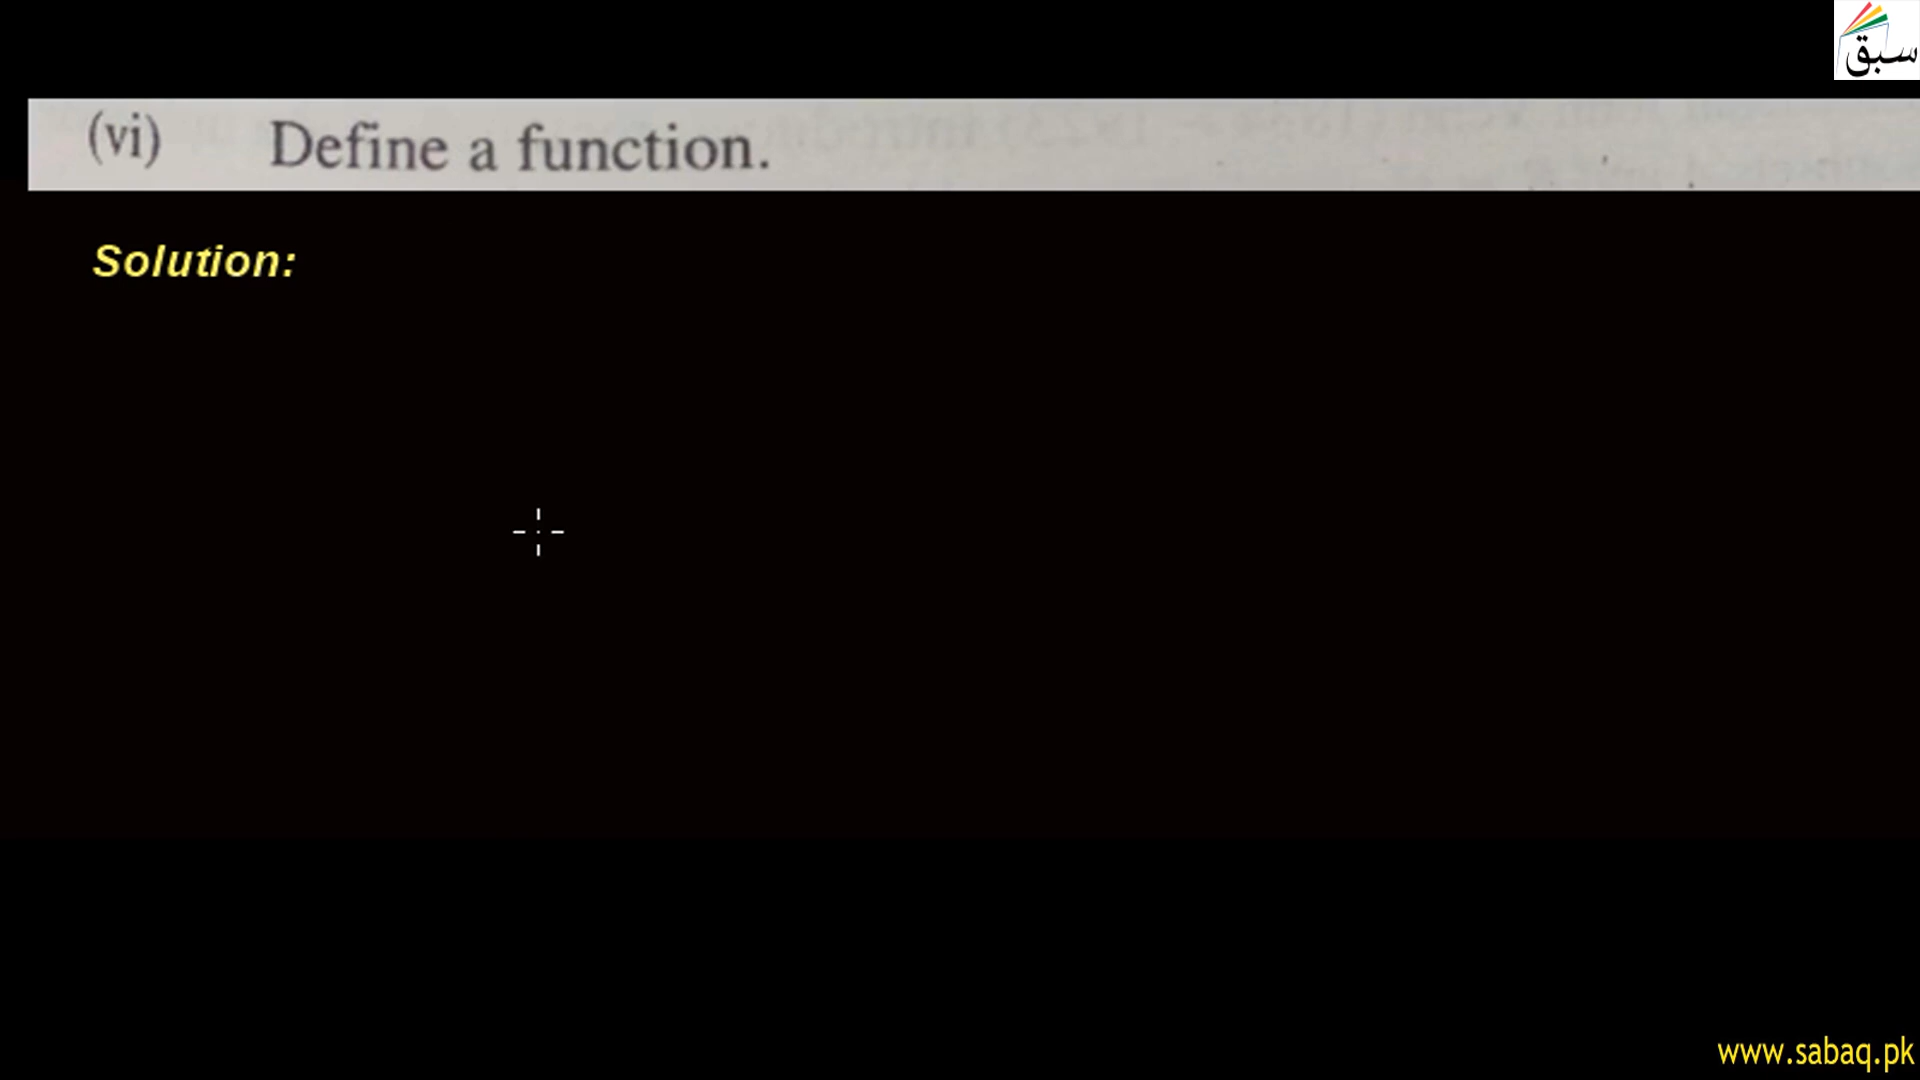 سبق
(vi) Define a function.
Solution:
www.sabaq.pk